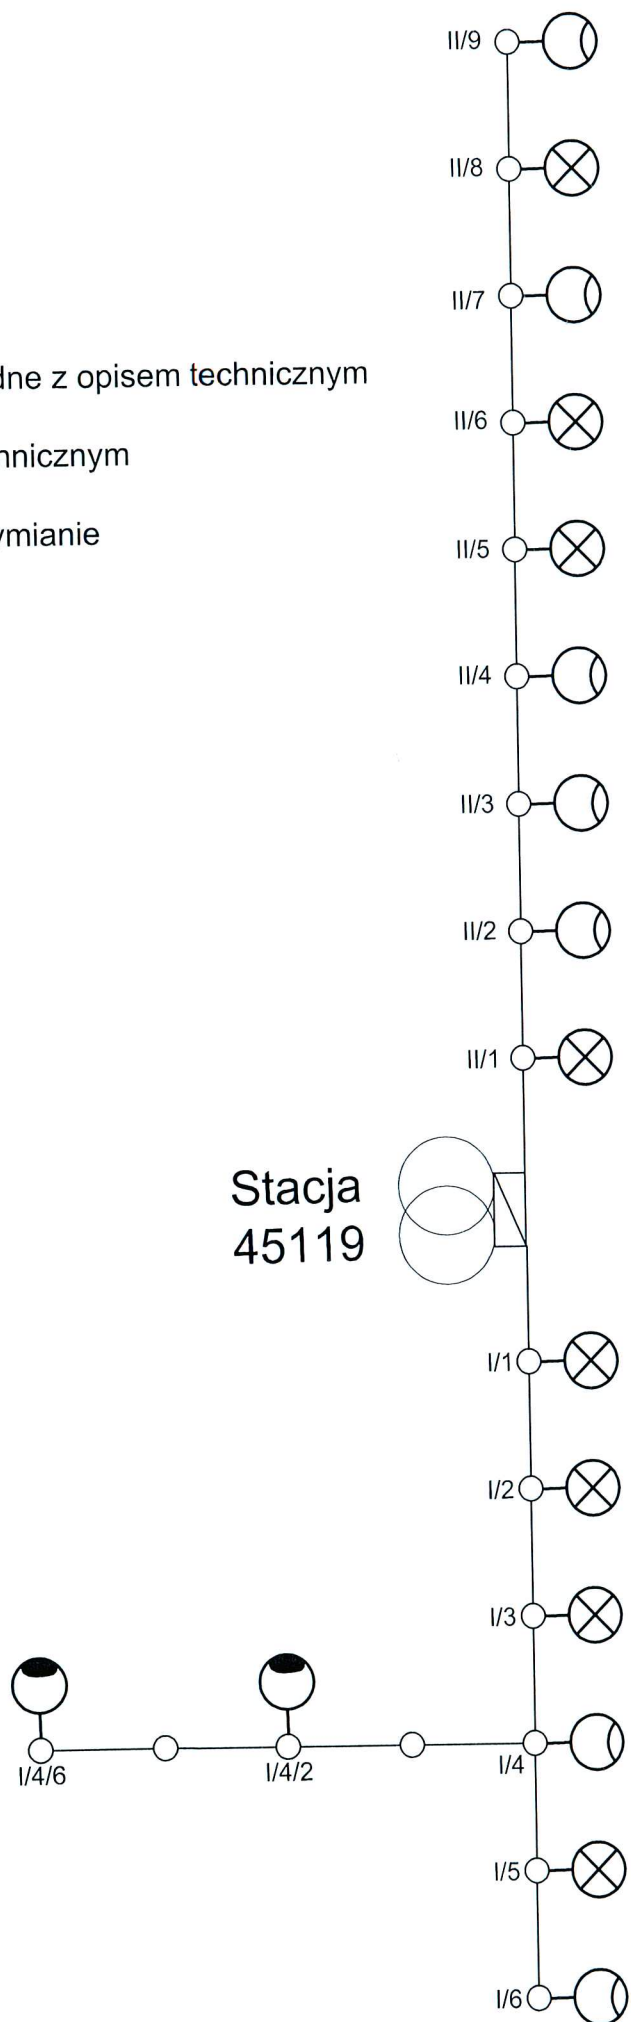 II/9
II/8
II/7
dne z opisem technicznym
II/6
hnicznym
ymianie
II/5
II/4
II/3
II/2
II/1
Stacja
45119
I/1
I/2
I/3
I/4/6
I/4/2
I/4
I/5
I/6